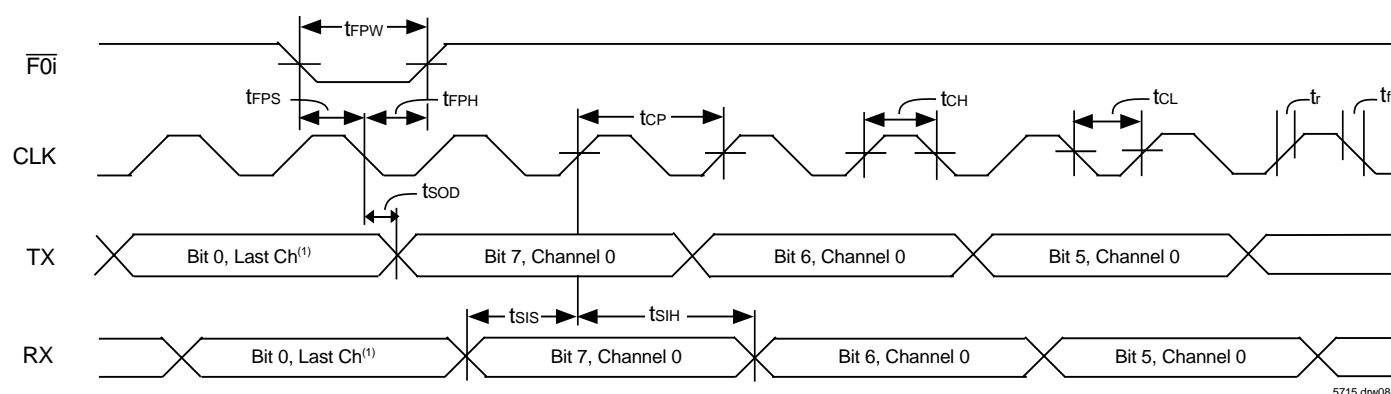 tFPW
F0i
tFPS tFPH tCP tCH tCL tr tf
CLK
tSOD
TX Bit 0, Last Ch(1) Bit 7, Channel 0 Bit 6, Channel 0 Bit 5, Channel 0
tSIS tSIH
RX Bit 0, Last Ch(1) Bit 7, Channel 0 Bit 6, Channel 0 Bit 5, Channel 0
5715 drw08